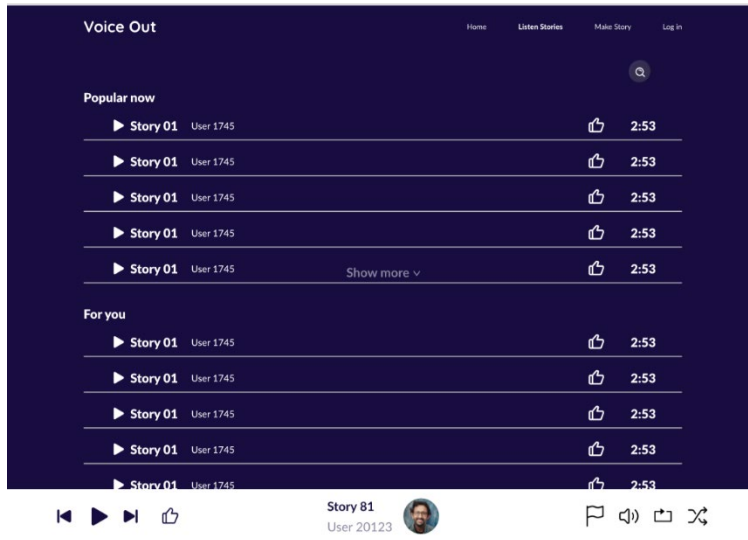 Voice Out Home Listen Stories Make Story Log in
Popular now
Story 01 User 1745 2:53
Story 01 User 1745 2:53
Story 01 User 1745 2:53
Story 01 User 1745 2:53
Story 01 User 1745 Show more 2:53
For you
Story 01 User 1745 2:53
Story 01 User 1745 2:53
Story 01 User 1745 2:53
Story 01 User 1745 2:53
Story 01 User 1745 2:53
Story 81
User 20123